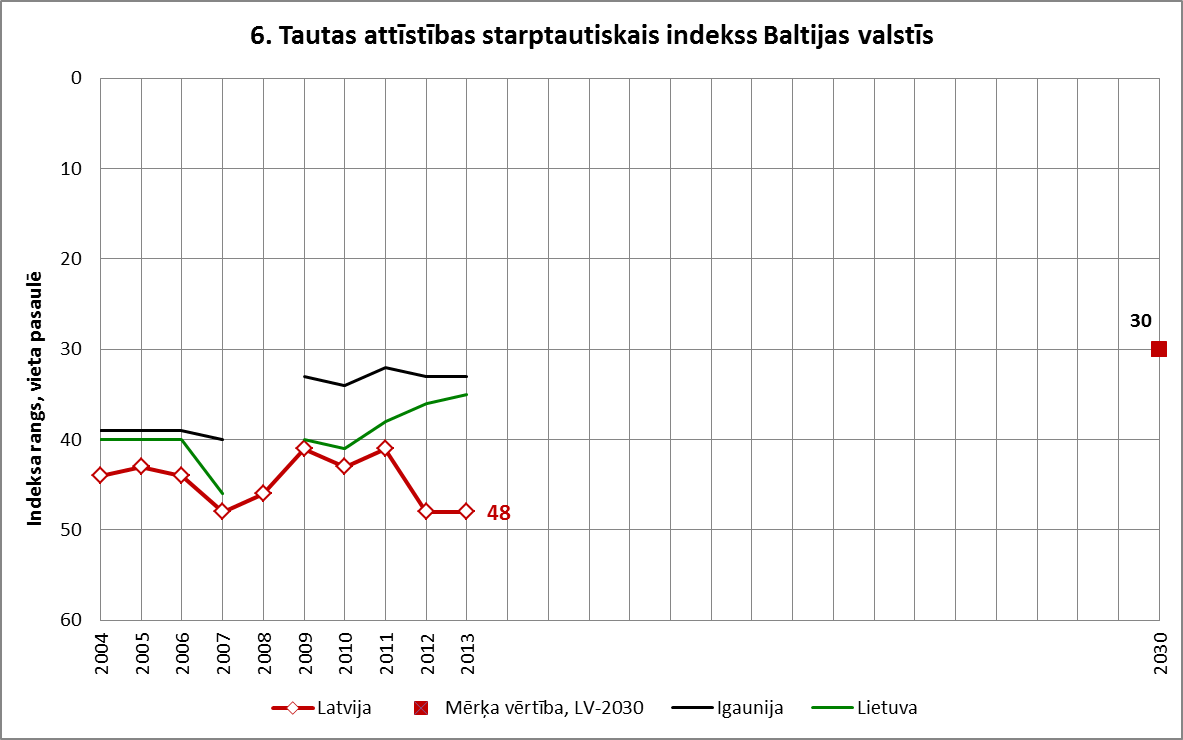 6. Tautas attīstības starptautiskais indekss Baltijas valstīs
Indeksa rangs, vieta pasaulē
0
10
20
30
40
50
60
30
48
2004 2005 2006 2007 2008 2009 2010 2011 2012 2013 2030
Latvija Mērķa vērtība, LV-2030 Igaunija Lietuva